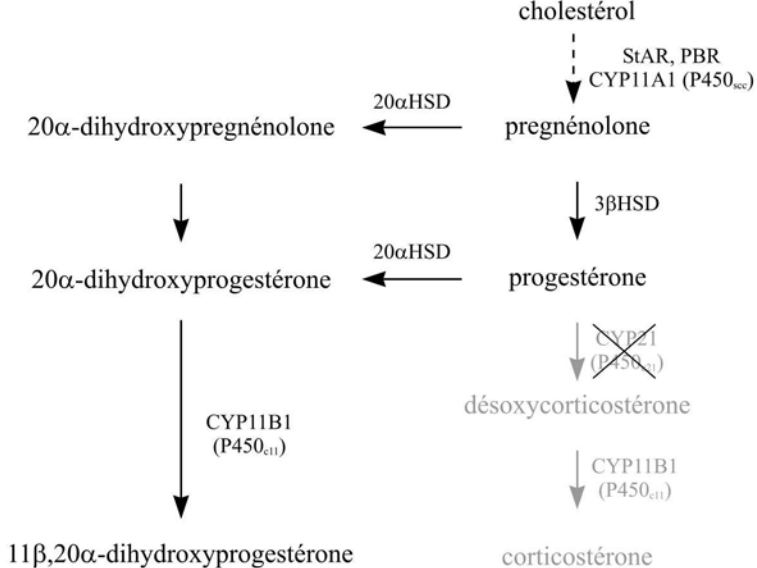 cholestérol
StAR, PBR
CYP11A1 (P450scc)
20αHSD
20α-dihydroxypregnénolone
pregnénolone
3βHSD
20αHSD
20α-dihydroxyprogestérone
progestérone
CYP21
(P450c21)
désoxycorticostérone
CYP11B1
(P450c11)
CYP11B1
(P450c11)
11β,20α-dihydroxyprogestérone
corticostérone